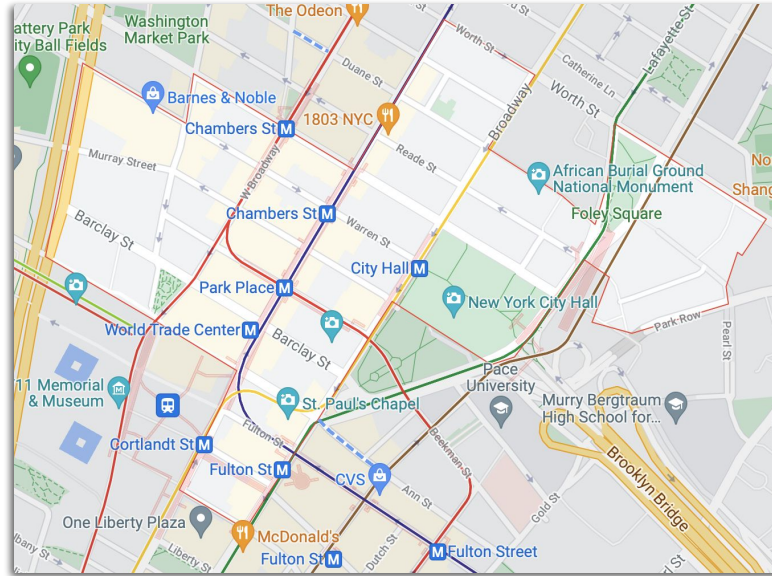 The Odeon
Washington
Market Park
attery Park
ity Ball Fields
Worth St
Lafayette St
Duane St
Catherine Ln
Worth St
Barnes & Noble
Broadway
1803 NYC
Chambers St
M
Murray Street
Reade St
W Broadway
African Burial Ground
National Monument
No
Shang
Foley Square
Chambers St
M
Barclay St
Warren St
City Hall
M
Park Place
M
New York City Hall
Park Row
World Trade Center
M
Barclay St
Pearl St
Pace
University
11 Memorial
& Museum
St. Paul's Chapel
Murry Bergtraum
High School for...
Fulton St
Cortlandt St
M
Beekman St
Fulton St
M
CVS
Brooklyn Bridge
Ann St
Gold St
One Liberty Plaza
McDonald's
Dutch St
Liberty St
lbany St
Fulton St
M
M
Fulton Street
rl St